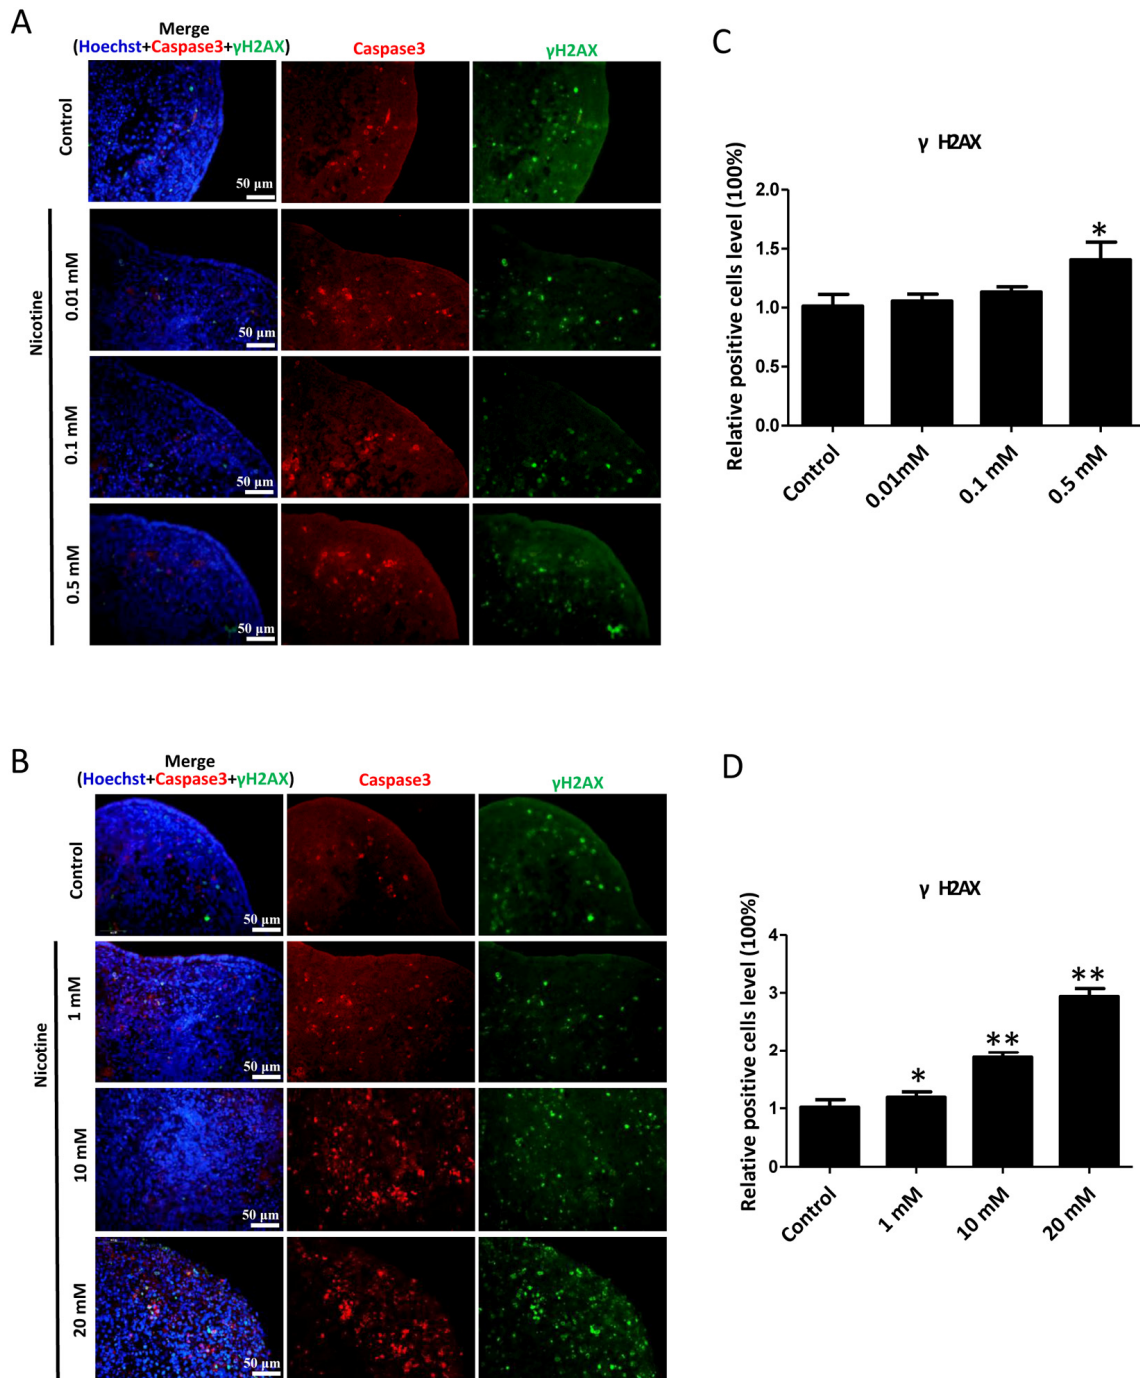 A
Merge
(Hoechst+Caspase3+γH2AX)
Caspase3
γH2AX
Control
50 µm
Nicotine
0.01 mM
50 µm
0.1 mM
50 µm
0.5 mM
50 µm
C
γ H2AX
Relative positive cells level (100%)
2.0
1.5
1.0
0.5
0.0
*
Control
0.01mM
0.1 mM
0.5 mM
B
Merge
(Hoechst+Caspase3+γH2AX)
Caspase3
γH2AX
Control
50 µm
Nicotine
1 mM
50 µm
10 mM
50 µm
20 mM
50 µm
D
γ H2AX
Relative positive cells level (100%)
4
3
2
1
0
*
**
**
Control
1 mM
10 mM
20 mM